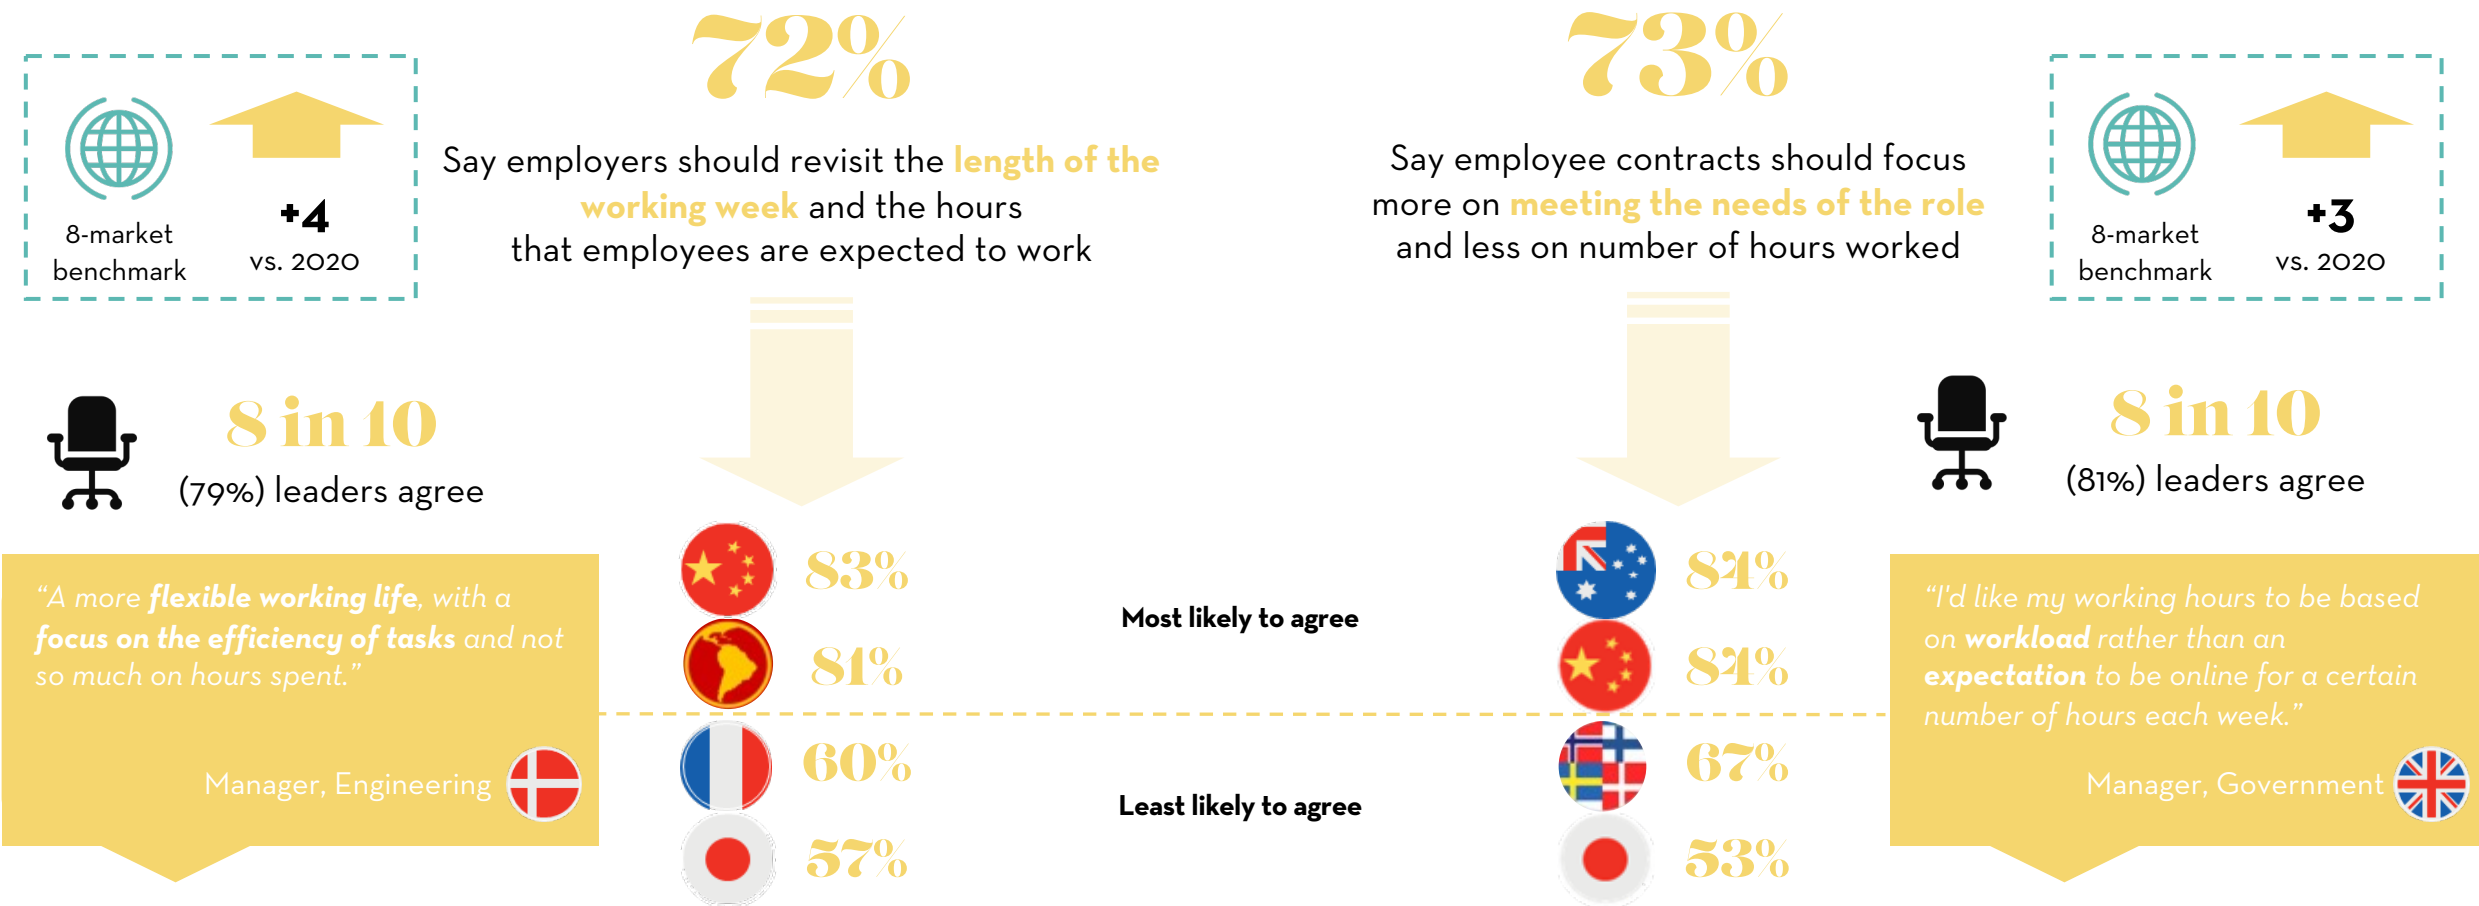 8-market
benchmark
+4
vs. 2020
72%
Say employers should revisit the length of the
working week and the hours
that employees are expected to work
73%
Say employee contracts should focus
more on meeting the needs of the role
and less on number of hours worked
8-market
benchmark
+3
vs. 2020
8 in 10
(79%) leaders agree
8 in 10
(81%) leaders agree
“A more flexible working life, with a
focus on the efficiency of tasks and not
so much on hours spent.”
Manager, Engineering
83%
81%
60%
57%
Most likely to agree
Least likely to agree
84%
84%
67%
53%
“I'd like my working hours to be based
on workload rather than an
expectation to be online for a certain
number of hours each week.”
Manager, Government